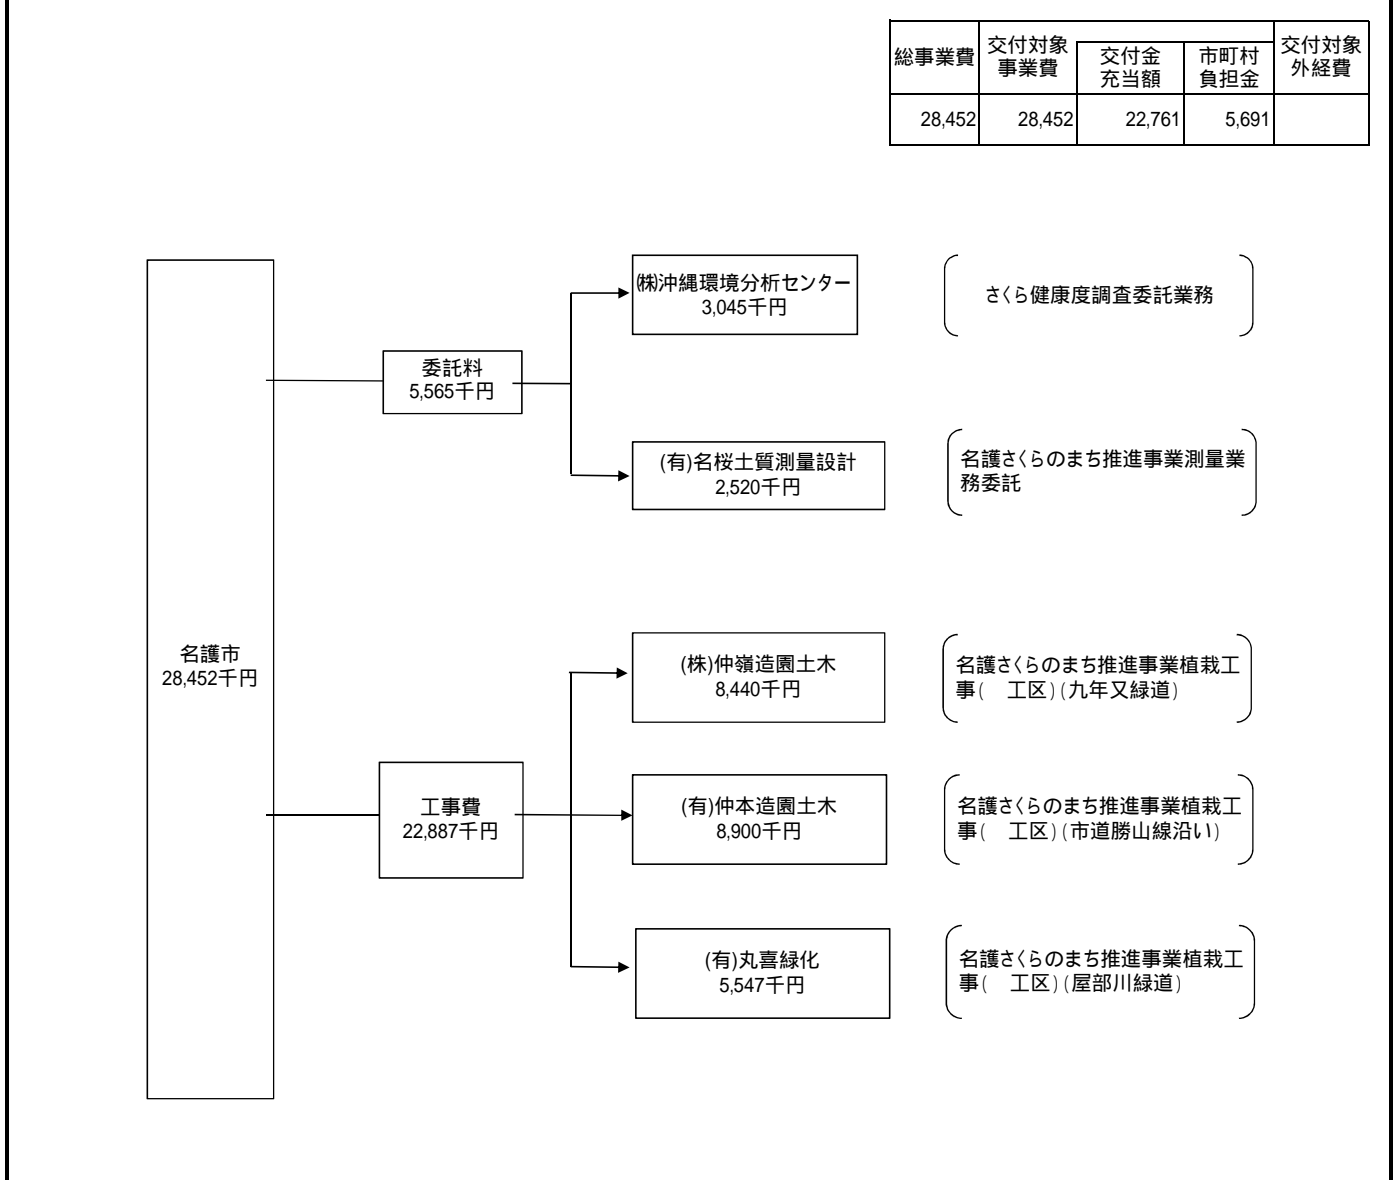 総事業費
交付対象
事業費
交付金
充当額
市町村
負担金
交付対象
外経費
28,452
28,452
22,761
5,691
㈱沖縄環境分析センター
3,045千円
さくら健康度調査委託業務
委託料
5,565千円
(有)名桜土質測量設計
2,520千円
名護さくらのまち推進事業測量業
務委託
名護市
28,452千円
(株)仲嶺造園土木
8,440千円
名護さくらのまち推進事業植栽工
事(　工区)(九年又緑道)
工事費
22,887千円
(有)仲本造園土木
8,900千円
名護さくらのまち推進事業植栽工
事(　工区)(市道勝山線沿い)
(有)丸喜緑化
5,547千円
名護さくらのまち推進事業植栽工
事(　工区)(屋部川緑道)